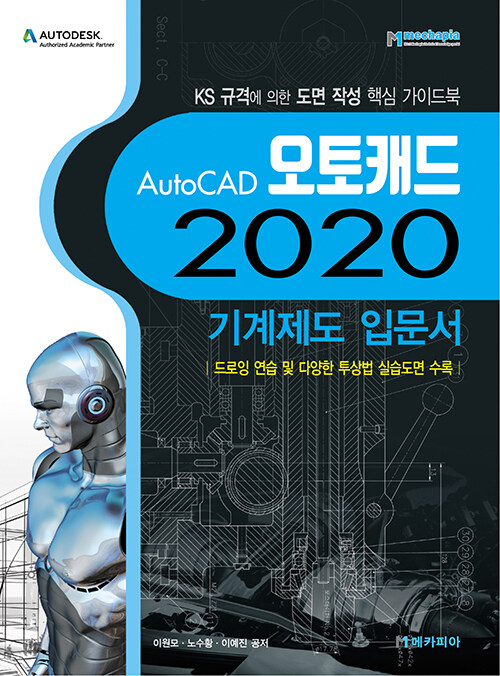 AUTODESK.
Authorized Academic Partner
mechapia
Sect. C-C
KS 규격에 의한 도면 작성 핵심 가이드북
AutoCAD 오토캐드
2020
기계제도 입문서
| 드로잉 연습 및 다양한 투상법 실습도면 수록 |
이원모 · 노수황 · 이예진 공저
메카피아